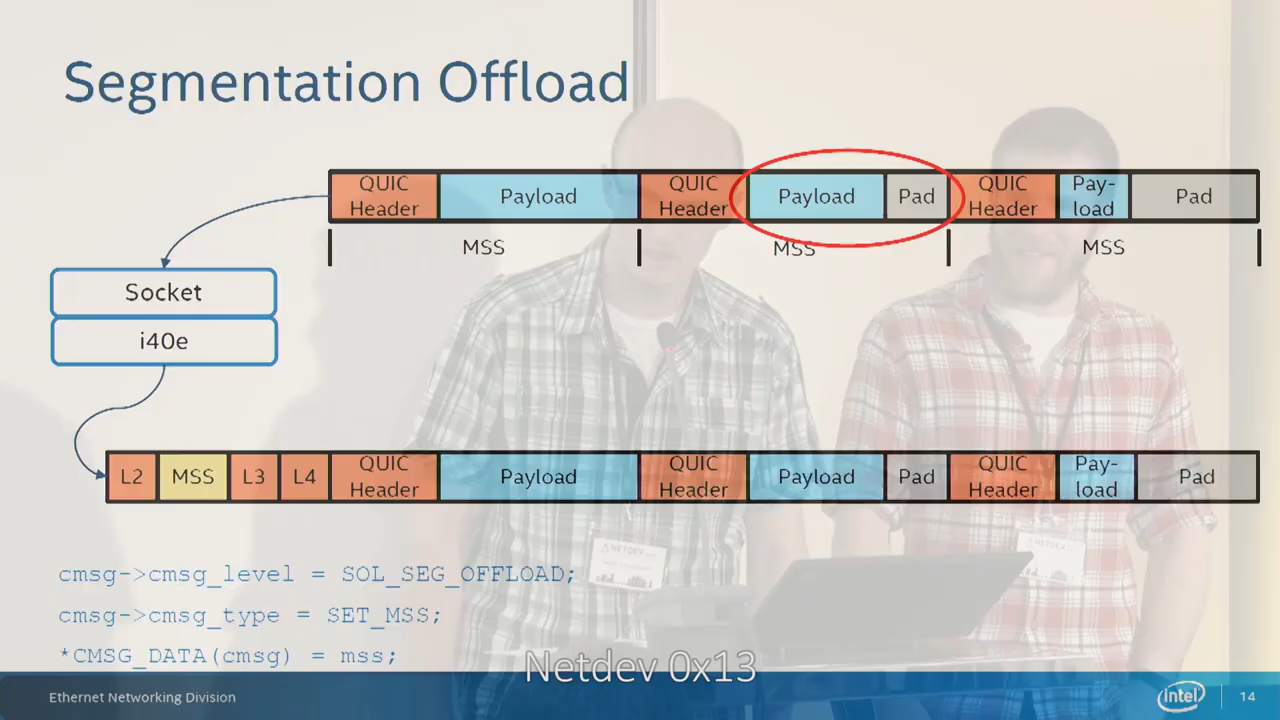 Segmentation Offload
QUIC
Header
Payload
QUIC
Header
Payload
Pad
QUIC
Header
Pay-
load
Pad
MSS
MSS
MSS
Socket
i40e
L2
MSS
L3
L4
QUIC
Header
Payload
QUIC
Header
Payload
Pad
QUIC
Header
Pay-
load
Pad
NETDEV
cmsg->cmsg_level = SOL_SEG_OFFLOAD;
cmsg->cmsg_type = SET_MSS;
*CMSG_DATA(cmsg) = mss;
Netdev 0x13
Ethernet Networking Division
intel
14